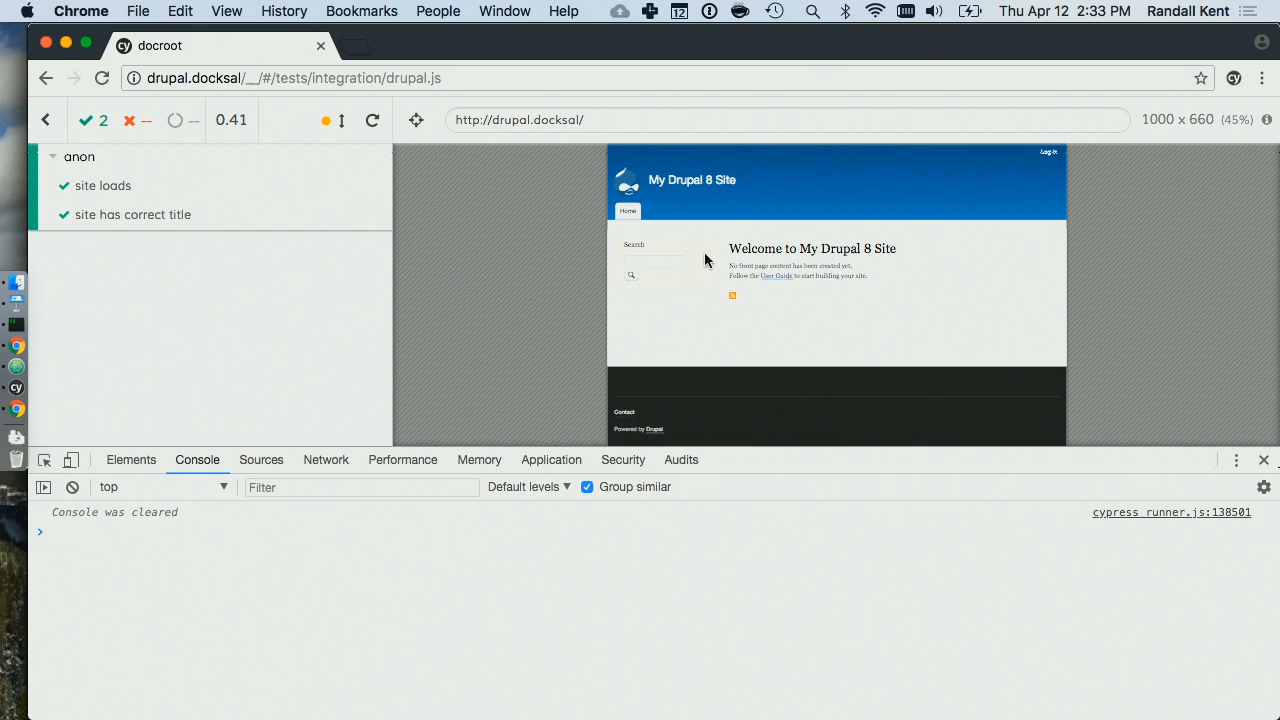 Chrome File Edit View History Bookmarks People Window Help 12 Thu Apr 12 2:33 PM Randall Kent
cy docroot
drupal.docksal/__/#/tests/integration/drupal.js cy
2 -- -- 0.41 http://drupal.docksal/ 1000 x 660 (45%)
anon
site loads
site has correct title
Log in
My Drupal 8 Site
Home
Search
Welcome to My Drupal 8 Site
No front page content has been created yet.
Follow the User Guide to start building your site.
Contact
Powered by Drupal
cy
Elements Console Sources Network Performance Memory Application Security Audits
top Filter Default levels Group similar
Console was cleared cypress_runner.js:138501